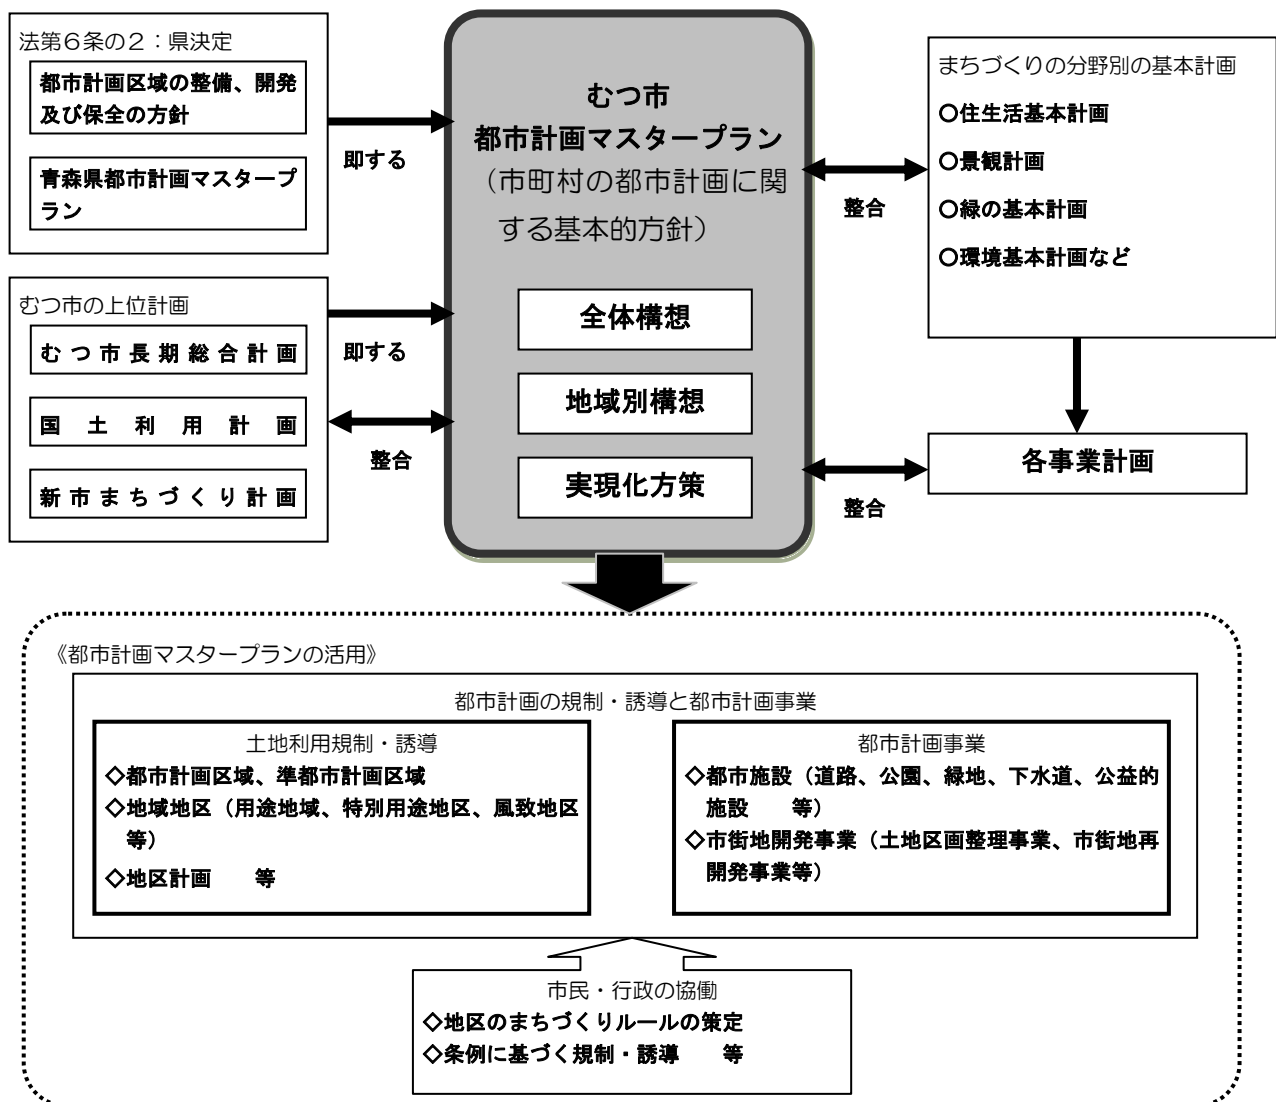 法第６条の２：県決定
都市計画区域の整備、開発
及び保全の方針
青森県都市計画マスタープ
ラン
即する
むつ市の上位計画
むつ市長期総合計画
国土利用計画
新市まちづくり計画
即する
整合
むつ市
都市計画マスタープラン
（市町村の都市計画に関
する基本的方針）
全体構想
地域別構想
実現化方策
整合
整合
まちづくりの分野別の基本計画
○住生活基本計画
○景観計画
○緑の基本計画
○環境基本計画など
各事業計画
《都市計画マスタープランの活用》
都市計画の規制・誘導と都市計画事業
土地利用規制・誘導
◇都市計画区域、準都市計画区域
◇地域地区（用途地域、特別用途地区、風致地区
等）
◇地区計画　　等
都市計画事業
◇都市施設（道路、公園、緑地、下水道、公益的
施設　　等）
◇市街地開発事業（土地区画整理事業、市街地再
開発事業等）
市民・行政の協働
◇地区のまちづくりルールの策定
◇条例に基づく規制・誘導　　等